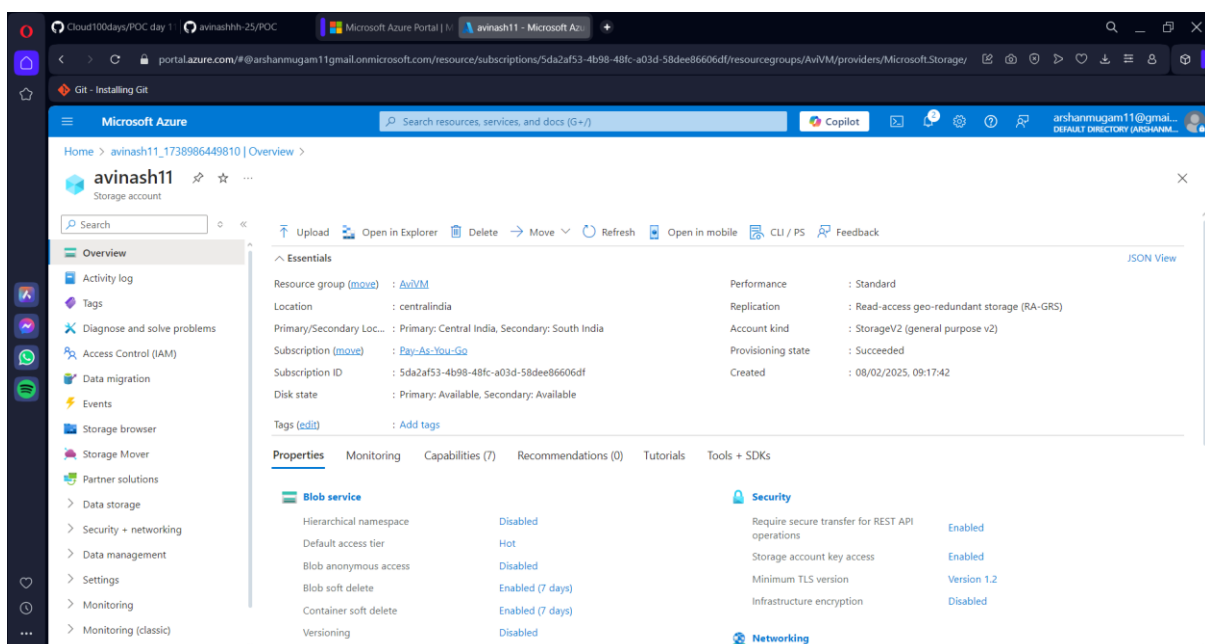 Cloud100days/POC day 1 avinashhh-25/POC Microsoft Azure Portal | M avinash11 - Microsoft Azu
portal.azure.com/#@arshanmugam11gmail.onmicrosoft.com/resource/subscriptions/5da2af53-4b98-48fc-a03d-58dee86606df/resourcegroups/AviVM/providers/Microsoft.Storage/
Git - Installing Git
Microsoft Azure Search resources, services, and docs (G+/) Copilot 2 arshanmugam11@gmai...
DEFAULT DIRECTORY (ARSHANM...
Home > avinash11_1738986449810 | Overview >
avinash11 ...
Storage account
Search
Overview
Activity log
Tags
Diagnose and solve problems
Access Control (IAM)
Data migration
Events
Storage browser
Storage Mover
Partner solutions
Data storage
Security + networking
Data management
Settings
Monitoring
Monitoring (classic)
Upload Open in Explorer Delete Move Refresh Open in mobile CLI / PS Feedback
Essentials JSON View
Resource group (move) : AviVM
Location : centralindia
Primary/Secondary Loc... : Primary: Central India, Secondary: South India
Subscription (move) : Pay-As-You-Go
Subscription ID : 5da2af53-4b98-48fc-a03d-58dee86606df
Disk state : Primary: Available, Secondary: Available
Tags (edit) : Add tags
Performance : Standard
Replication : Read-access geo-redundant storage (RA-GRS)
Account kind : StorageV2 (general purpose v2)
Provisioning state : Succeeded
Created : 08/02/2025, 09:17:42
Properties Monitoring Capabilities (7) Recommendations (0) Tutorials Tools + SDKs
Blob service
Hierarchical namespace Disabled
Default access tier Hot
Blob anonymous access Disabled
Blob soft delete Enabled (7 days)
Container soft delete Enabled (7 days)
Versioning Disabled
Security
Require secure transfer for REST API
operations Enabled
Storage account key access Enabled
Minimum TLS version Version 1.2
Infrastructure encryption Disabled
Networking